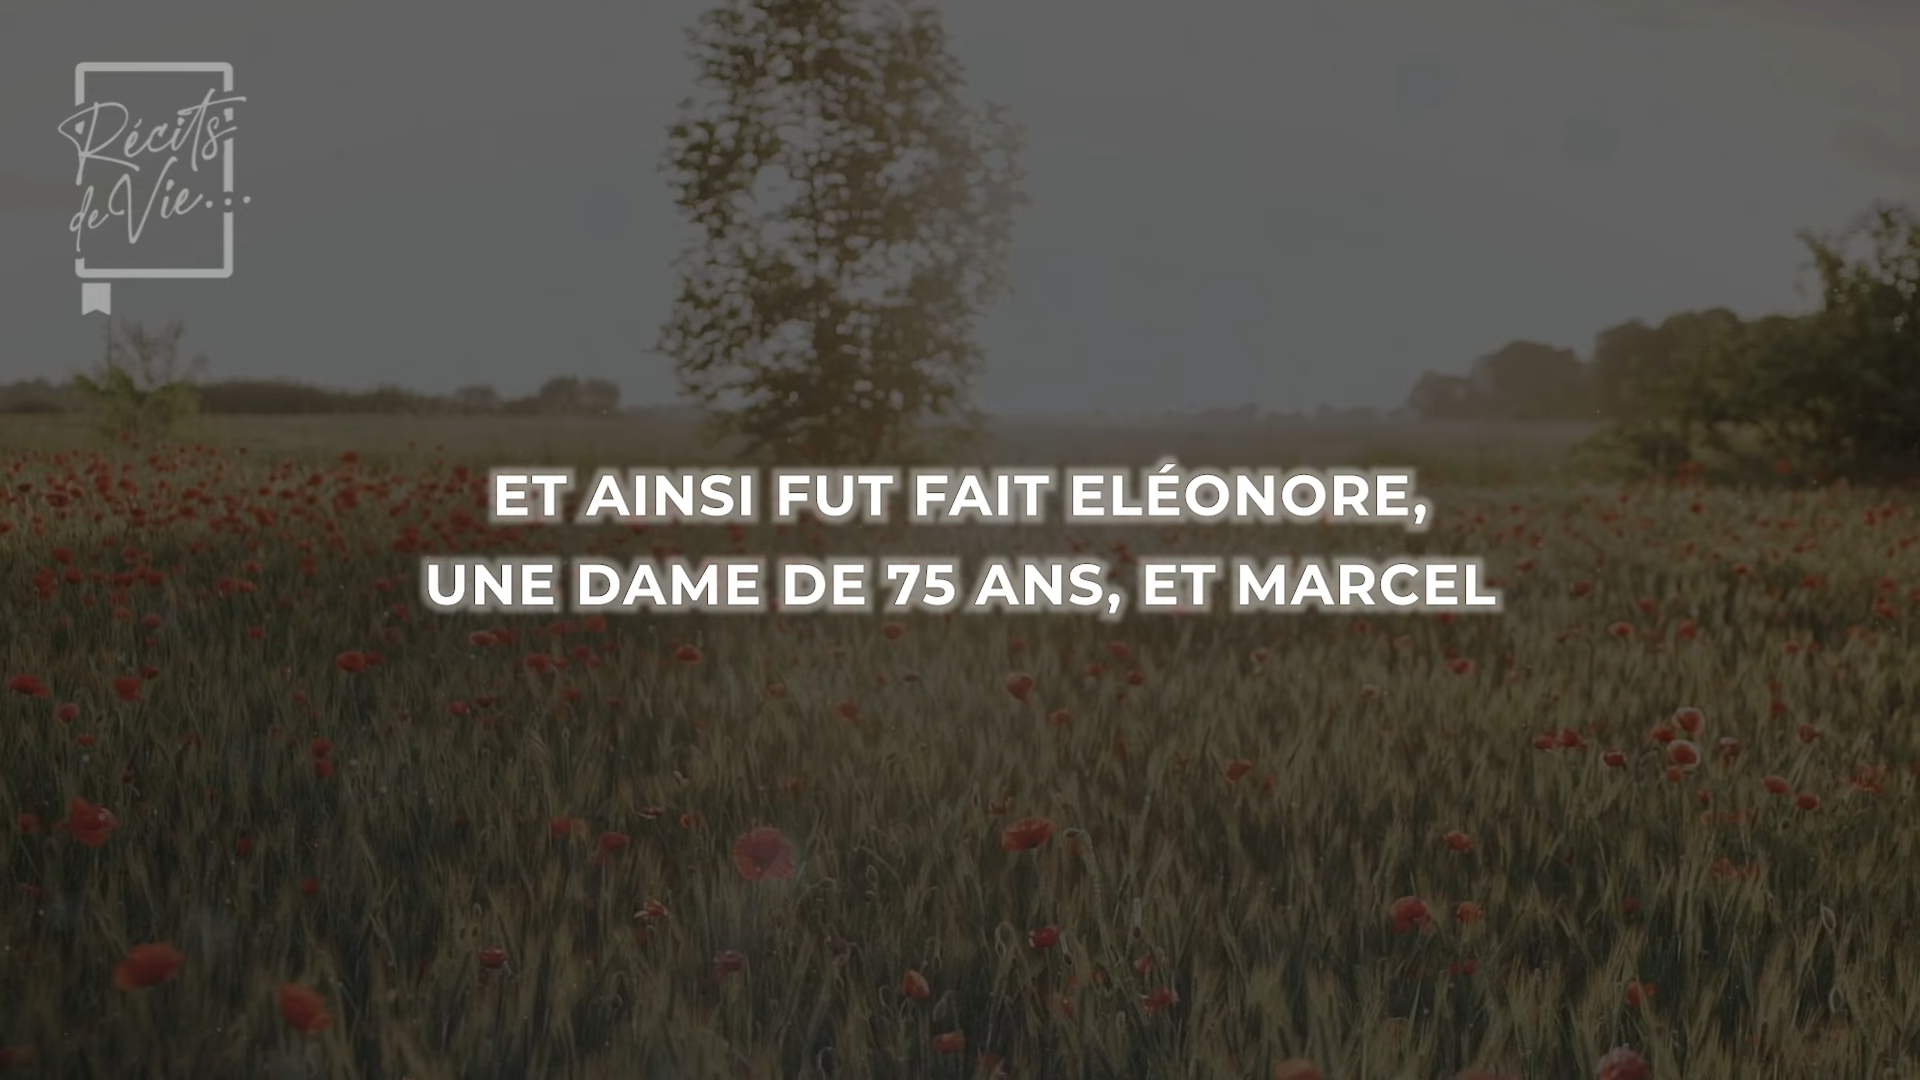 Récits
de Vie...
ET AINSI FUT FAIT ELÉONORE,
UNE DAME DE 75 ANS, ET MARCEL